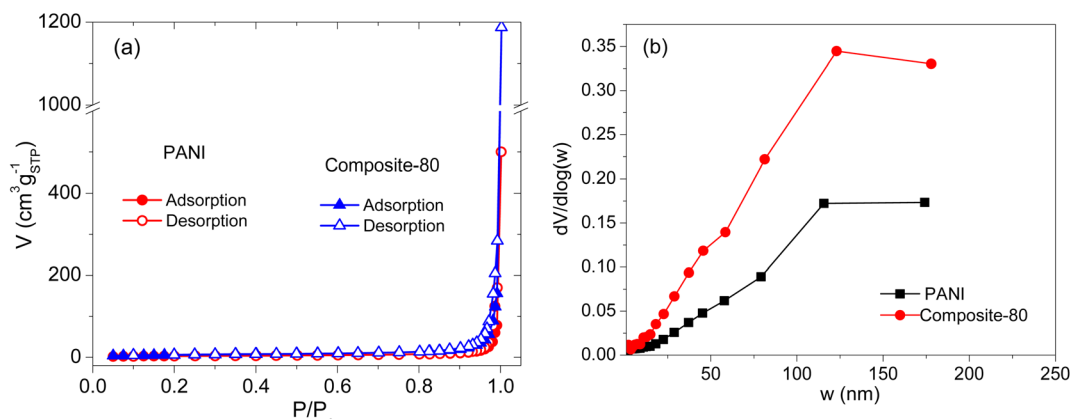 (a)
1200
1000
400
200
0
V (cm³g⁻¹STP)
PANI
Adsorption
Desorption
Composite-80
Adsorption
Desorption
0.0 0.2 0.4 0.6 0.8 1.0
P/P
(b)
0.35
0.30
0.25
0.20
0.15
0.10
0.05
0.00
dV/dlog(w)
PANI
Composite-80
50 100 150 200 250
w (nm)